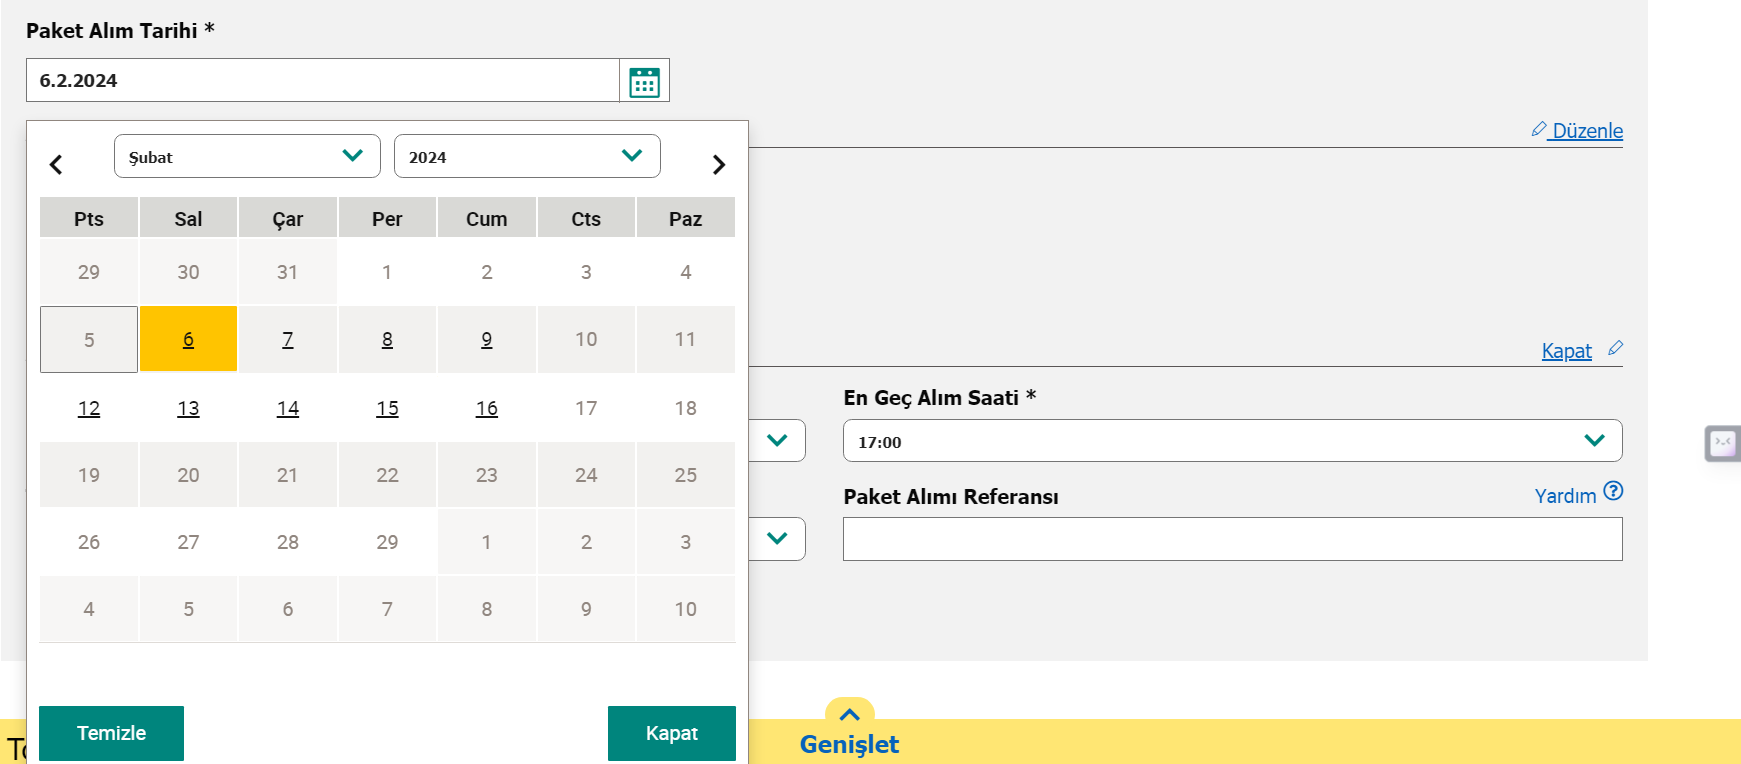 Paket Alım Tarihi *
6.2.2024
Düzenle
Şubat 2024
Pts Sal Çar Per Cum Cts Paz
29 30 31 1 2 3 4
5 6 7 8 9 10 11
12 13 14 15 16 17 18
19 20 21 22 23 24 25
26 27 28 29 1 2 3
4 5 6 7 8 9 10
Temizle Kapat
Kapat
En Geç Alım Saati *
17:00
Paket Alımı Referansı Yardım
Genişlet